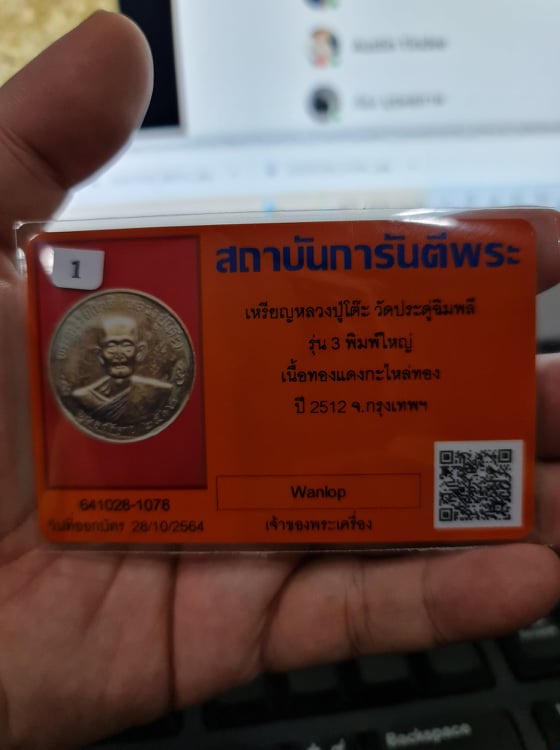 สถาบันการันตีพระ
1
เหรียญหลวงปู่โต๊ะ วัดประดู่ฉิมพลี
รุ่น 3 พิมพ์ใหญ่
เนื้อทองแดงกะไหล่ทอง
ปี 2512 จ.กรุงเทพฯ
Wanlop
641028-1076
วันที่ออกบัตร 28/10/2564
เจ้าของพระเครื่อง
Backspace